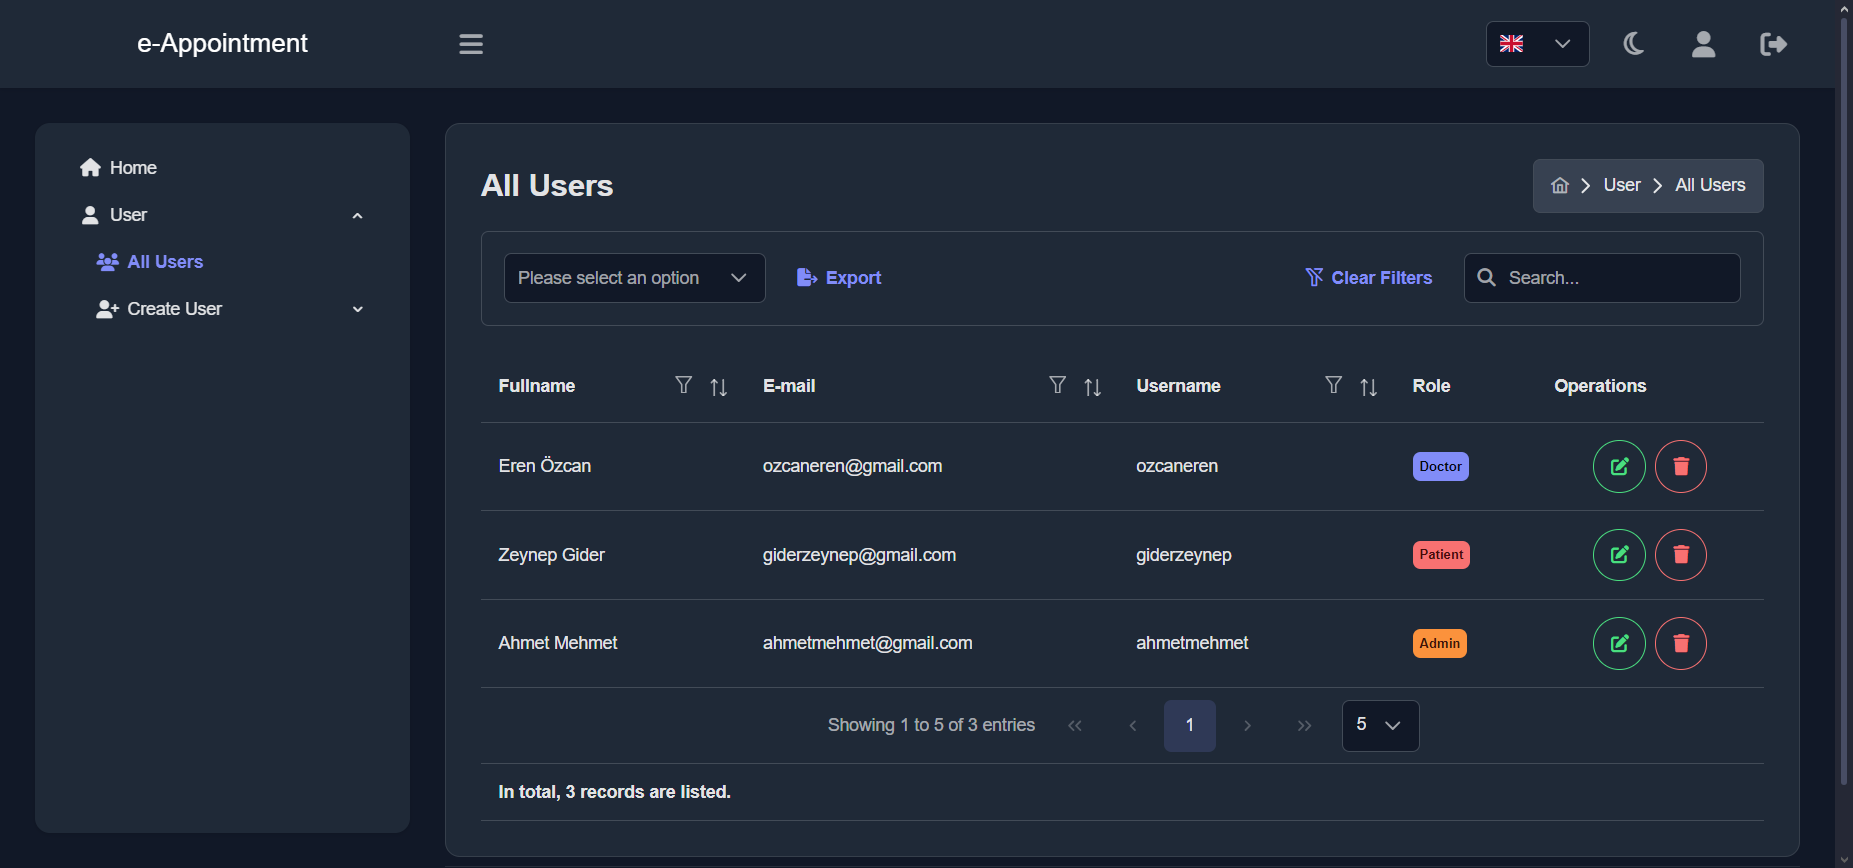 e-Appointment
Home
User
All Users
Create User
All Users
User
All Users
Please select an option
Export
Clear Filters
Search...
Fullname E-mail Username Role Operations
Eren Özcan ozcaneren@gmail.com ozcaneren Doctor
Zeynep Gider giderzeynep@gmail.com giderzeynep Patient
Ahmet Mehmet ahmetmehmet@gmail.com ahmetmehmet Admin
Showing 1 to 5 of 3 entries « ‹ 1 › » 5
In total, 3 records are listed.